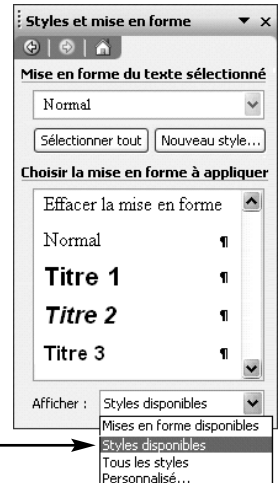 Styles et mise en forme
Mise en forme du texte sélectionné
Normal
Sélectionner tout Nouveau style...
Choisir la mise en forme à appliquer
Effacer la mise en forme
Normal ¶
Titre 1 ¶
Titre 2 ¶
Titre 3 ¶
Afficher : Styles disponibles
Mises en forme disponibles
Styles disponibles
Tous les styles
Personnalisé...